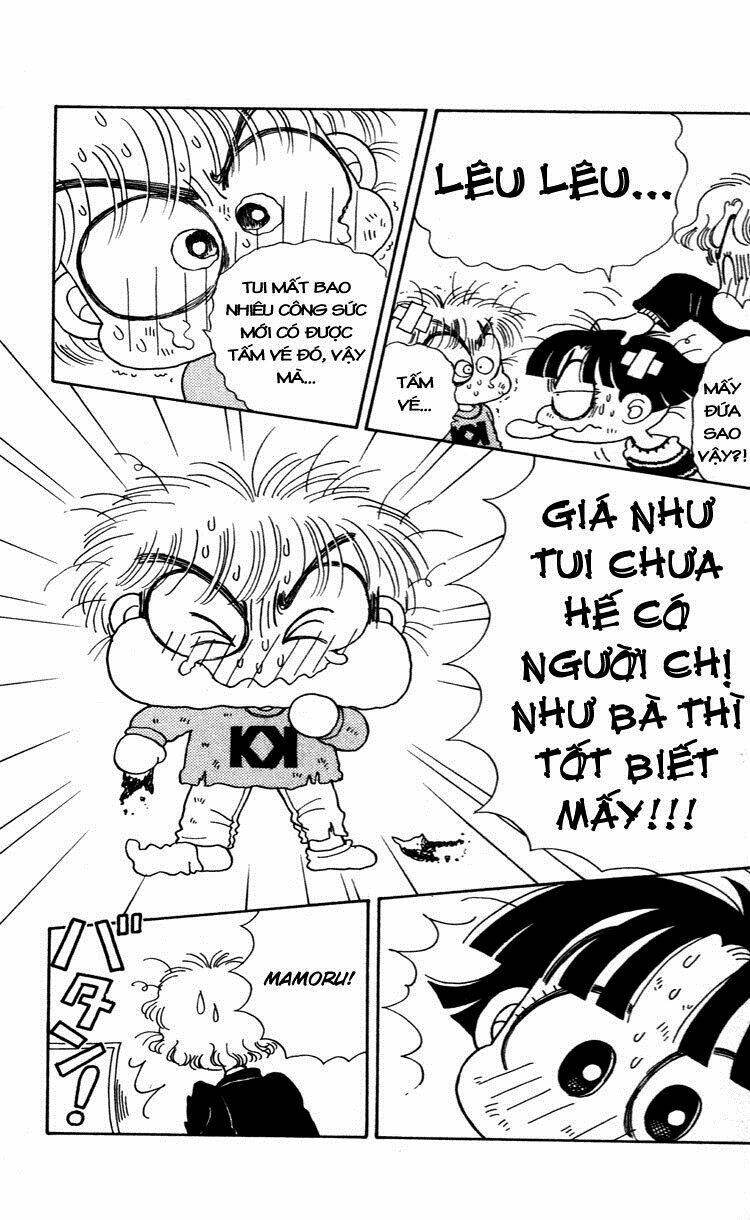 LÊU LÊU...
MẤY
ĐỨA
SAO
VẬY?!
TẤM
VÉ...
TUI MẤT BAO
NHIÊU CÔNG SỨC
MỚI CÓ ĐƯỢC
TẤM VÉ ĐÓ, VẬY
MÀ...
GIÁ NHƯ
TUI CHƯA
HẾ CÓ
NGƯỜI CHỊ
NHƯ BÀ THÌ
TỐT BIẾT
MẤY!!!
MAMORU!
バタン!